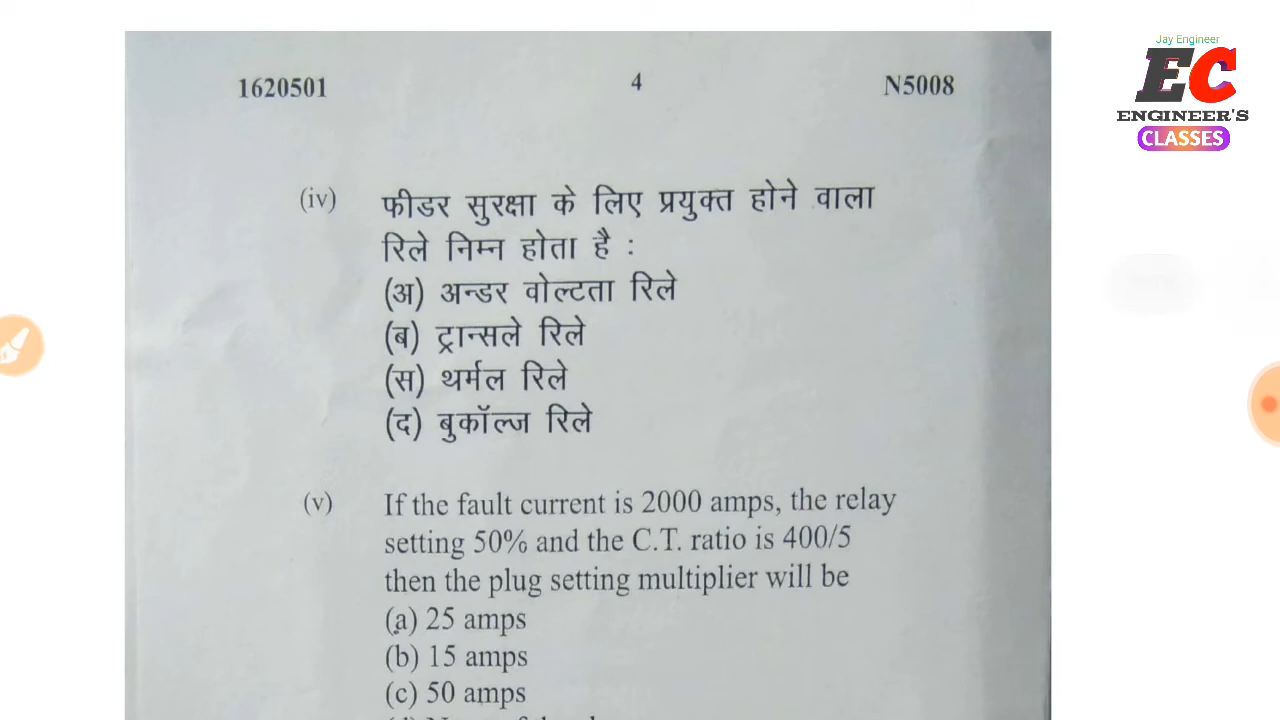 Jay Engineer
EC
ENGINEER'S
CLASSES
1620501 4 N5008
(iv) फीडर सुरक्षा के लिए प्रयुक्त होने वाला
रिले निम्न होता है :
(अ) अन्डर वोल्टता रिले
(ब) ट्रान्सले रिले
(स) थर्मल रिले
(द) बुकॉल्ज रिले
(v) If the fault current is 2000 amps, the relay
setting 50% and the C.T. ratio is 400/5
then the plug setting multiplier will be
(a) 25 amps
(b) 15 amps
(c) 50 amps